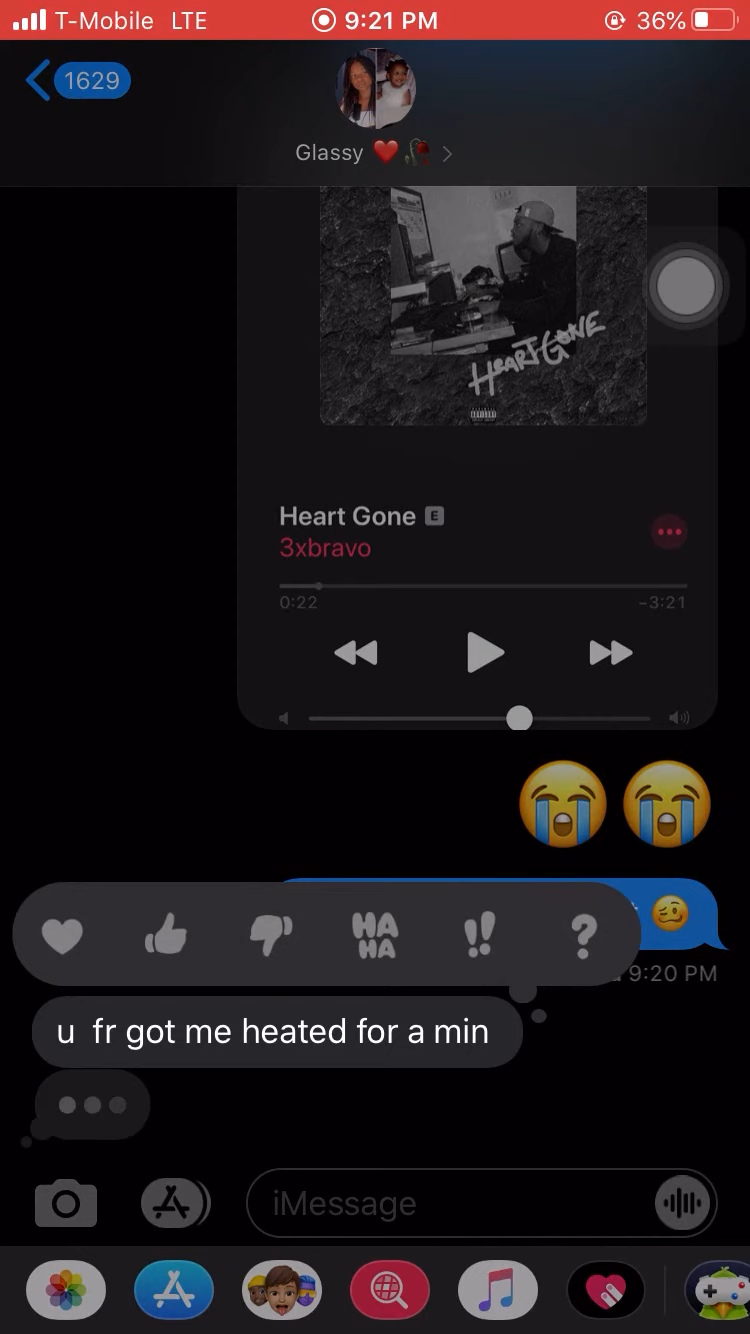 T-Mobile LTE 9:21 PM 36%
1629
Glassy ❤️🥀
HEART GONE
Heart Gone E
3xbravo
0:22 -3:21
😭 😭
🥴
HA
HA
!! ?
9:20 PM
u fr got me heated for a min
iMessage